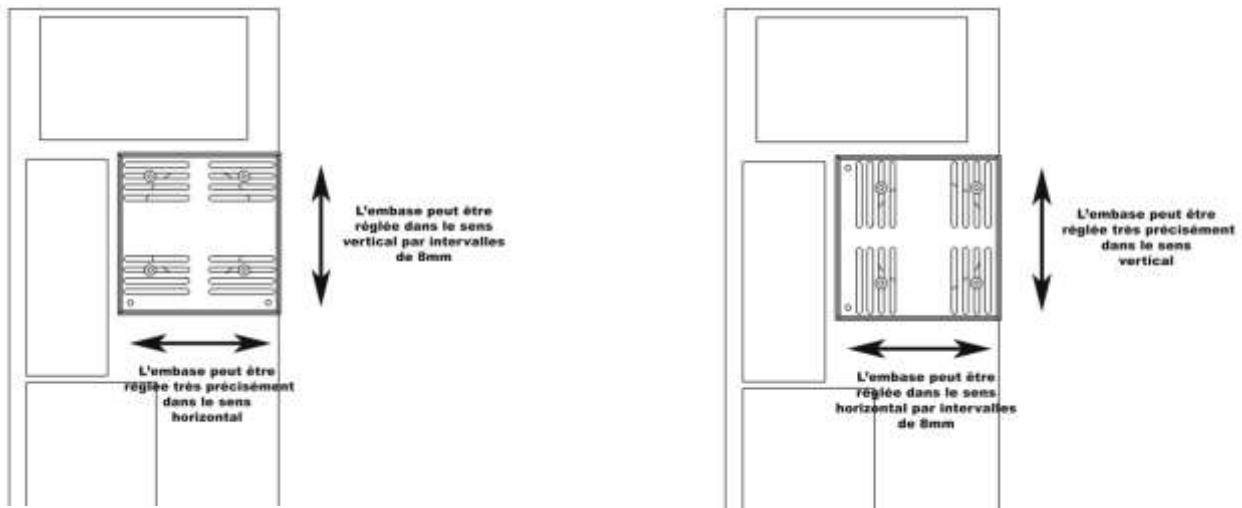 L'embase peut être
réglée dans le sens
vertical par intervalles
de 8mm
L'embase peut être
réglée très précisément
dans le sens
horizontal
L'embase peut être
réglée très précisément
dans le sens
vertical
L'embase peut être
réglée dans le sens
horizontal par intervalles
de 8mm